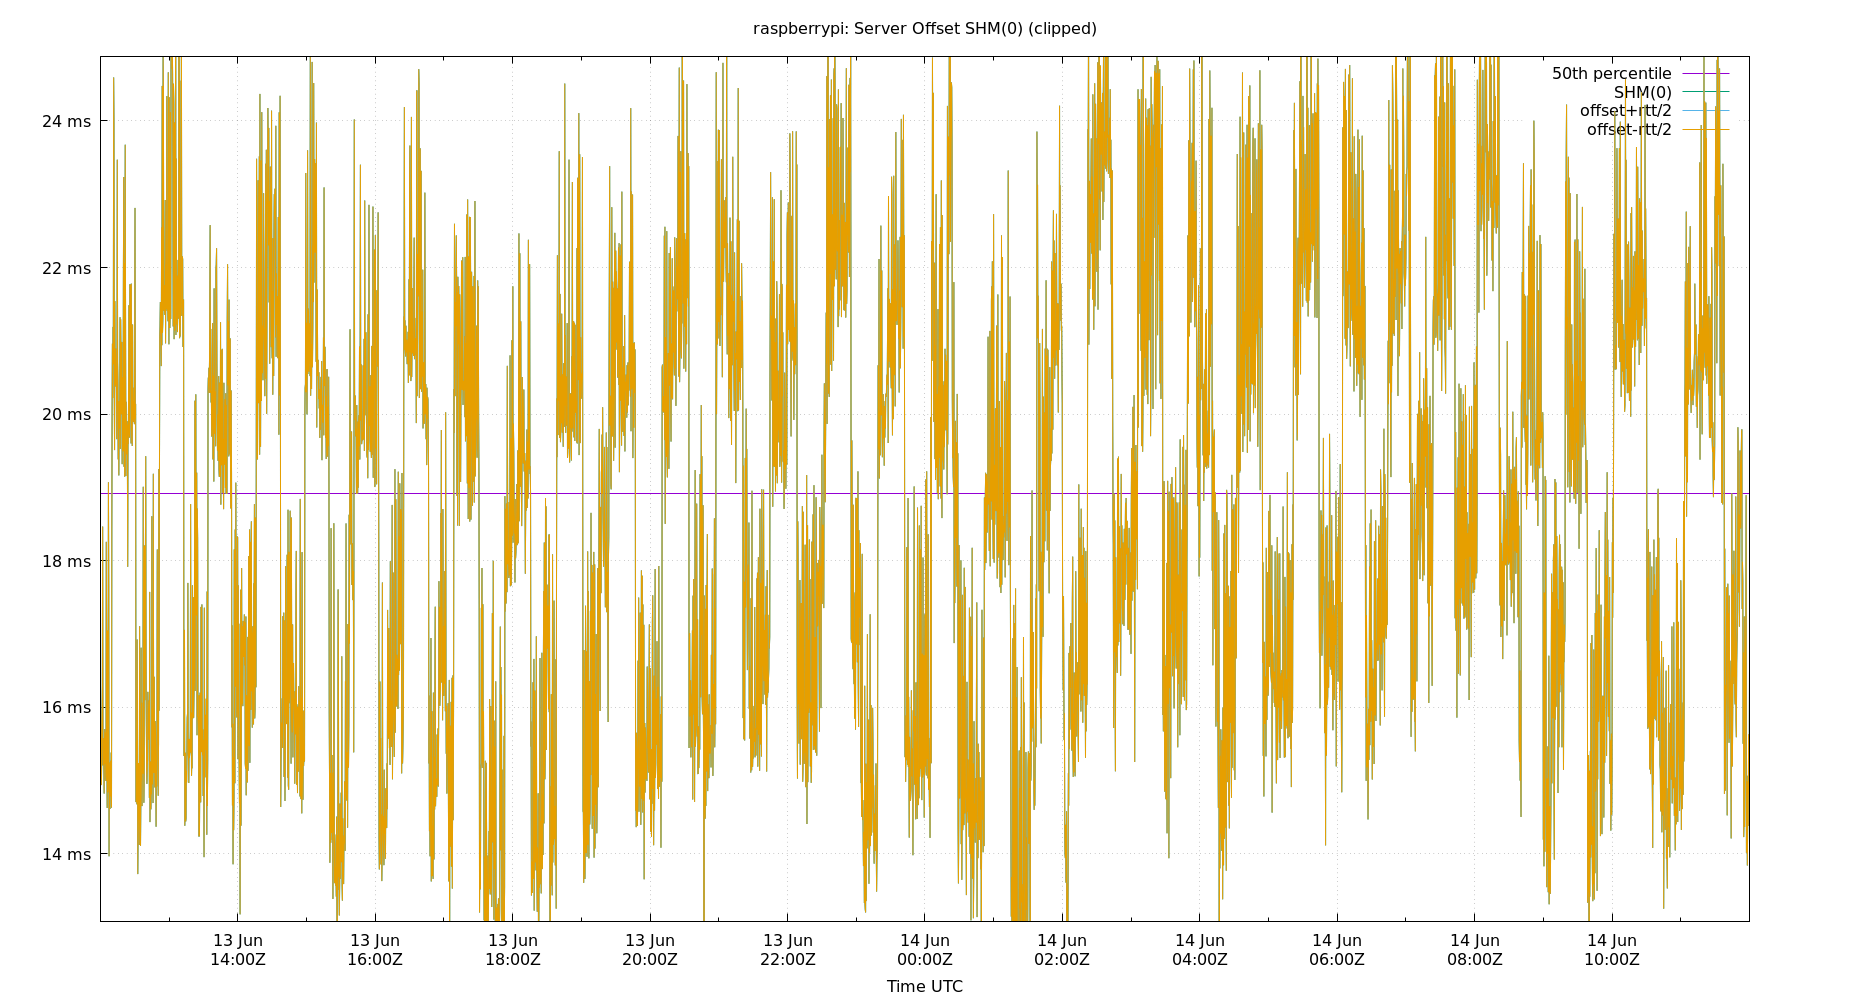 raspberrypi: Server Offset SHM(0) (clipped)
50th percentile
SHM(0)
offset+rtt/2
offset-rtt/2
24 ms
22 ms
20 ms
18 ms
16 ms
14 ms
13 Jun 13 Jun 13 Jun 13 Jun 13 Jun 14 Jun 14 Jun 14 Jun 14 Jun 14 Jun 14 Jun
14:00Z 16:00Z 18:00Z 20:00Z 22:00Z 00:00Z 02:00Z 04:00Z 06:00Z 08:00Z 10:00Z
Time UTC